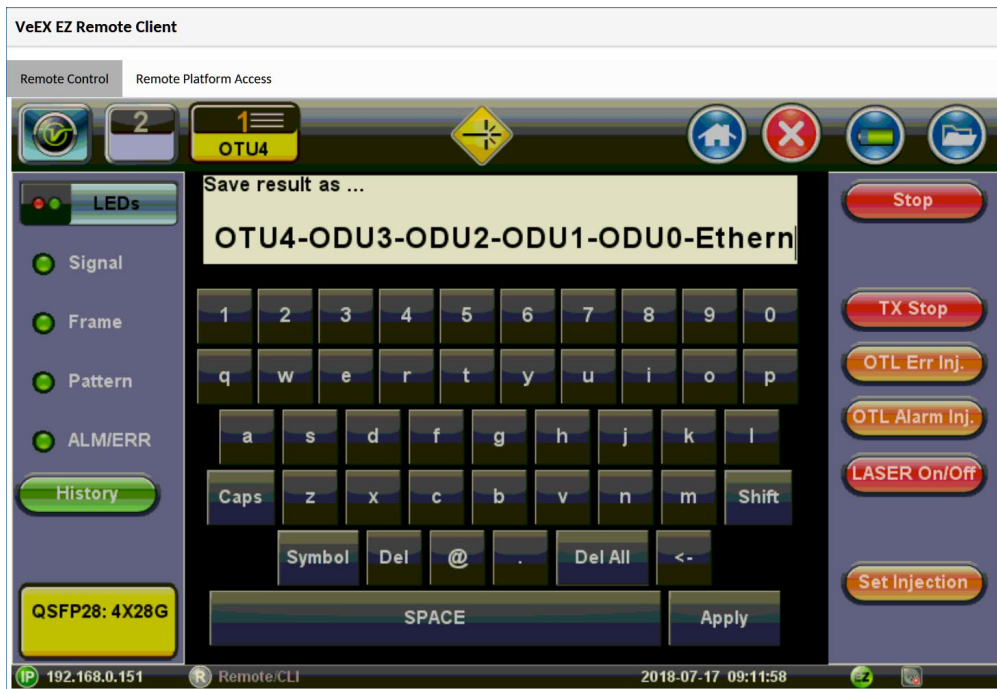 VeEX EZ Remote Client
Remote Control Remote Platform Access
2
1
OTU4
LEDs
Signal
Frame
Pattern
ALM/ERR
History
QSFP28: 4X28G
Save result as ...
OTU4-ODU3-ODU2-ODU1-ODU0-Ethern
1 2 3 4 5 6 7 8 9 0
q w e r t y u i o p
a s d f g h j k l
Caps z x c b v n m Shift
Symbol Del @ . Del All <-
SPACE Apply
Stop
TX Stop
OTL Err Inj.
OTL Alarm Inj.
LASER On/Off
Set Injection
IP 192.168.0.151 R Remote/CLI 2018-07-17 09:11:58 EZ